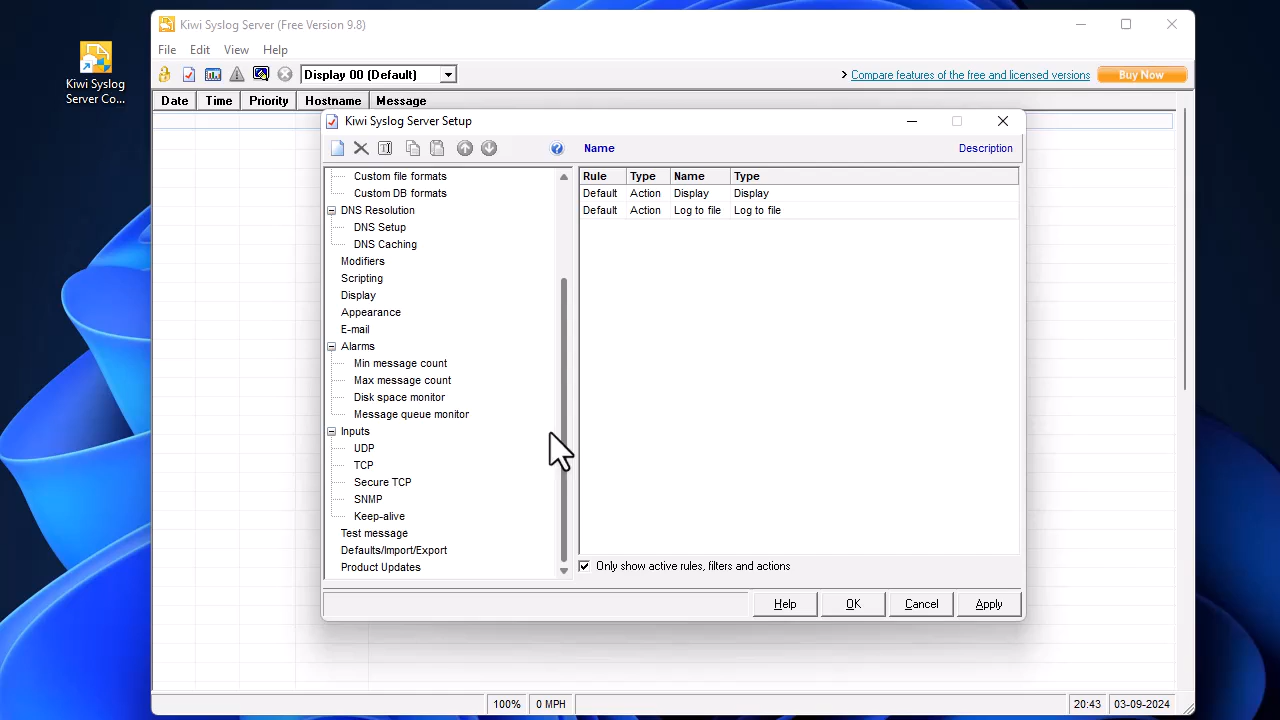 Kiwi Syslog Server (Free Version 9.8)
File Edit View Help
Display 00 (Default)
Compare features of the free and licensed versions
Buy Now
Date Time Priority Hostname Message
Kiwi Syslog
Server Co...
Kiwi Syslog Server Setup
Name Description
Custom file formats
Custom DB formats
DNS Resolution
DNS Setup
DNS Caching
Modifiers
Scripting
Display
Appearance
E-mail
Alarms
Min message count
Max message count
Disk space monitor
Message queue monitor
Inputs
UDP
TCP
Secure TCP
SNMP
Keep-alive
Test message
Defaults/Import/Export
Product Updates
Rule Type Name Type
Default Action Display Display
Default Action Log to file Log to file
Only show active rules, filters and actions
Help OK Cancel Apply
100% 0 MPH 20:43 03-09-2024